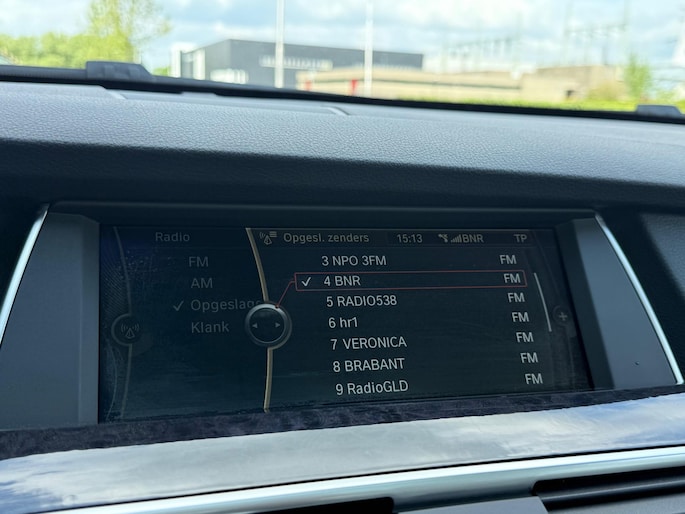 Radio
Opgesl. zenders 15:13 BNR TP
FM
AM
✓ Opgeslage
Klank
3 NPO 3FM FM
✓ 4 BNR FM
5 RADIO538 FM
6 hr1 FM
7 VERONICA FM
8 BRABANT FM
9 RadioGLD FM